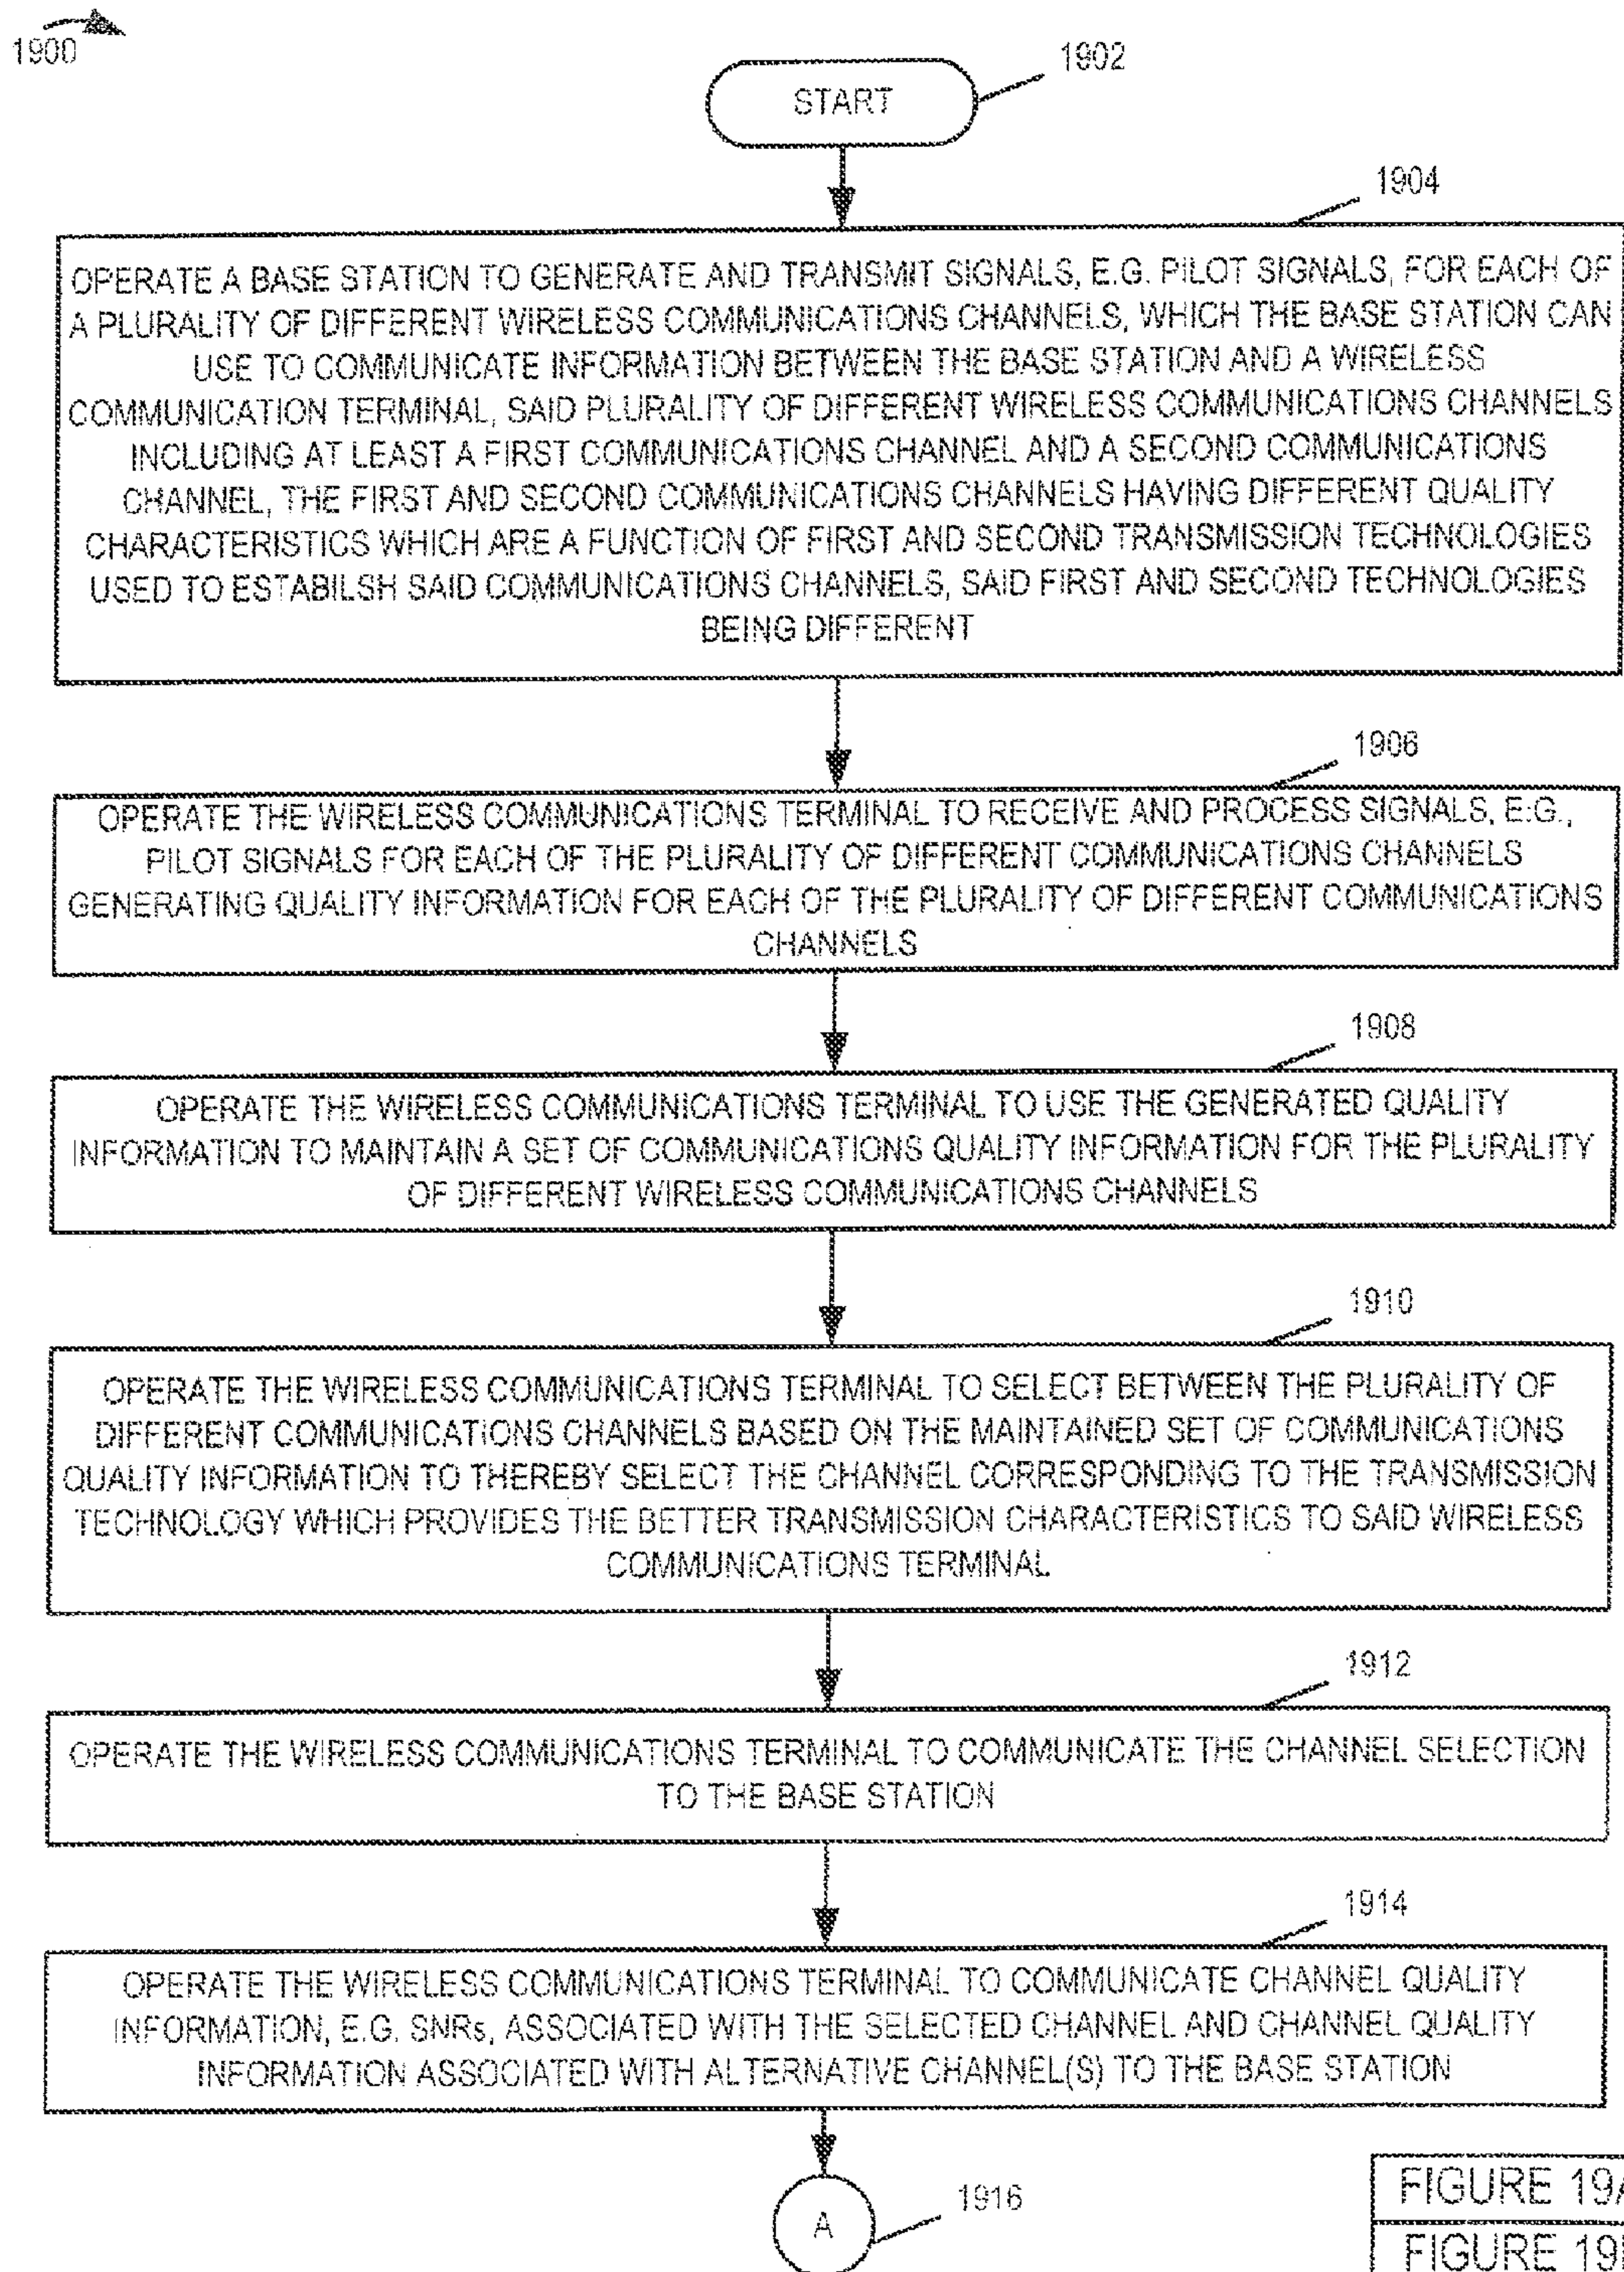 1900
START
1902
1904
OPERATE A BASE STATION TO GENERATE AND TRANSMIT SIGNALS, E.G. PILOT SIGNALS, FOR EACH OF
A PLURALITY OF DIFFERENT WIRELESS COMMUNICATIONS CHANNELS, WHICH THE BASE STATION CAN
USE TO COMMUNICATE INFORMATION BETWEEN THE BASE STATION AND A WIRELESS
COMMUNICATION TERMINAL, SAID PLURALITY OF DIFFERENT WIRELESS COMMUNICATIONS CHANNELS
INCLUDING AT LEAST A FIRST COMMUNICATIONS CHANNEL AND A SECOND COMMUNICATIONS
CHANNEL, THE FIRST AND SECOND COMMUNICATIONS CHANNELS HAVING DIFFERENT QUALITY
CHARACTERISTICS WHICH ARE A FUNCTION OF FIRST AND SECOND TRANSMISSION TECHNOLOGIES
USED TO ESTABILSH SAID COMMUNICATIONS CHANNELS, SAID FIRST AND SECOND TECHNOLOGIES
BEING DIFFERENT
1906
OPERATE THE WIRELESS COMMUNICATIONS TERMINAL TO RECEIVE AND PROCESS SIGNALS, E.G.,
PILOT SIGNALS FOR EACH OF THE PLURALITY OF DIFFERENT COMMUNICATIONS CHANNELS
GENERATING QUALITY INFORMATION FOR EACH OF THE PLURALITY OF DIFFERENT COMMUNICATIONS
CHANNELS
1908
OPERATE THE WIRELESS COMMUNICATIONS TERMINAL TO USE THE GENERATED QUALITY
INFORMATION TO MAINTAIN A SET OF COMMUNICATIONS QUALITY INFORMATION FOR THE PLURALITY
OF DIFFERENT WIRELESS COMMUNICATIONS CHANNELS
1910
OPERATE THE WIRELESS COMMUNICATIONS TERMINAL TO SELECT BETWEEN THE PLURALITY OF
DIFFERENT COMMUNICATIONS CHANNELS BASED ON THE MAINTAINED SET OF COMMUNICATIONS
QUALITY INFORMATION TO THEREBY SELECT THE CHANNEL CORRESPONDING TO THE TRANSMISSION
TECHNOLOGY WHICH PROVIDES THE BETTER TRANSMISSION CHARACTERISTICS TO SAID WIRELESS
COMMUNICATIONS TERMINAL
1912
OPERATE THE WIRELESS COMMUNICATIONS TERMINAL TO COMMUNICATE THE CHANNEL SELECTION
TO THE BASE STATION
1914
OPERATE THE WIRELESS COMMUNICATIONS TERMINAL TO COMMUNICATE CHANNEL QUALITY
INFORMATION, E.G. SNRs, ASSOCIATED WITH THE SELECTED CHANNEL AND CHANNEL QUALITY
INFORMATION ASSOCIATED WITH ALTERNATIVE CHANNEL(S) TO THE BASE STATION
A
1916
FIGURE 19A
FIGURE